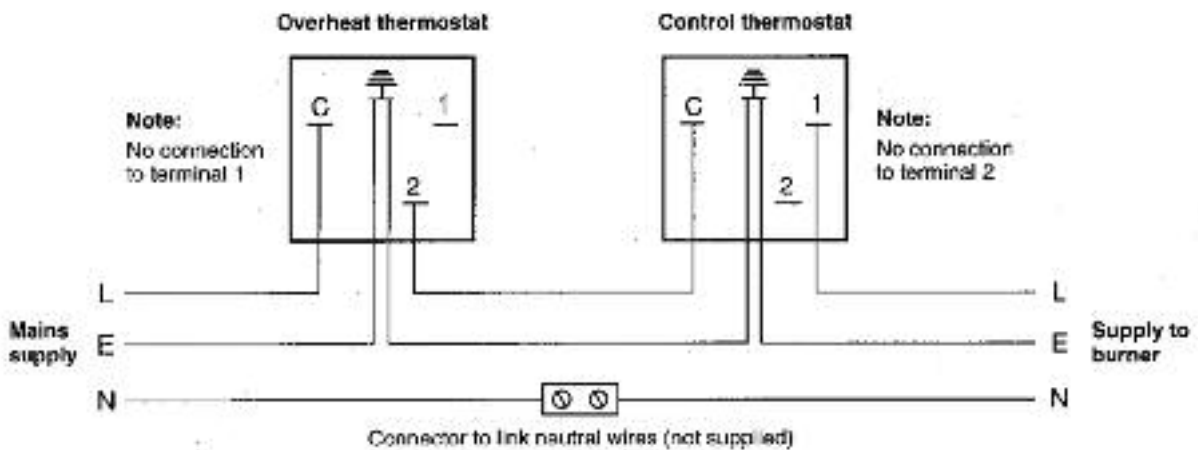 Overheat thermostat
Control thermostat
C
1
2
Note:
No connection
to terminal 1
C
1
2
Note:
No connection
to terminal 2
L
L
Mains
supply
E
E
Supply to
burner
N
N
Connector to link neutral wires (not supplied)